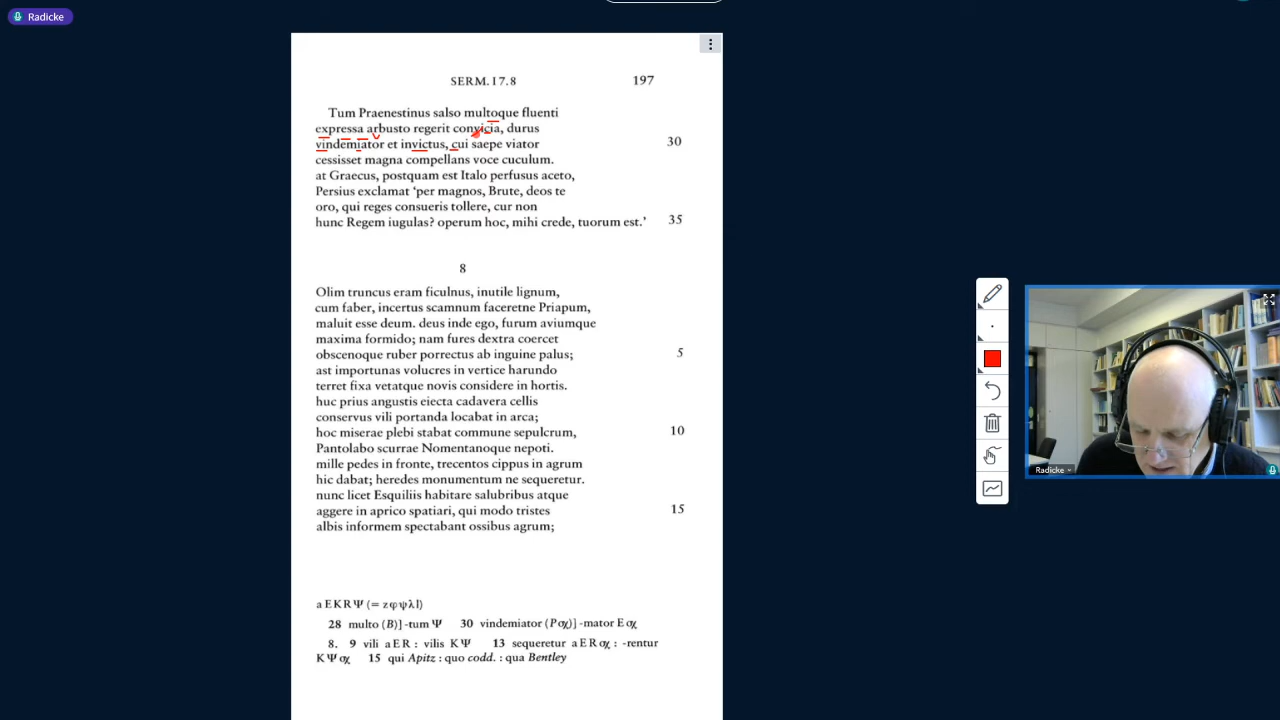 Radicke
SERM. I 7. 8 197
Tum Praenestinus salso multoque fluenti
expressa arbusto regerit convicia, durus
vindemiator et invictus, cui saepe viator 30
cessisset magna compellans voce cuculum.
at Graecus, postquam est Italo perfusus aceto,
Persius exclamat ‘per magnos, Brute, deos te
oro, qui reges consueris tollere, cur non
hunc Regem iugulas? operum hoc, mihi crede, tuorum est.’ 35
8
Olim truncus eram ficulnus, inutile lignum,
cum faber, incertus scamnum faceretne Priapum,
maluit esse deum. deus inde ego, furum aviumque
maxima formido; nam fures dextra coercet
obscenoque ruber porrectus ab inguine palus; 5
ast importunas volucres in vertice harundo
terret fixa vetatque novis considere in hortis.
huc prius angustis eiecta cadavera cellis
conservus vili portanda locabat in arca;
hoc miserae plebi stabat commune sepulcrum, 10
Pantolabo scurrae Nomentanoque nepoti.
mille pedes in fronte, trecentos cippus in agrum
hic dabat; heredes monumentum ne sequeretur.
nunc licet Esquiliis habitare salubribus atque
aggere in aprico spatiari, qui modo tristes 15
albis informem spectabant ossibus agrum;
a E K R Ψ (= z φ ψ λ l)
28 multo (B)] -tum Ψ 30 vindemiator (P σχ)] -mator E σχ
8. 9 vili a E R : vilis K Ψ 13 sequeretur a E R σχ : -rentur
K Ψ σχ 15 qui Apitz : quo codd. : qua Bentley
Radicke